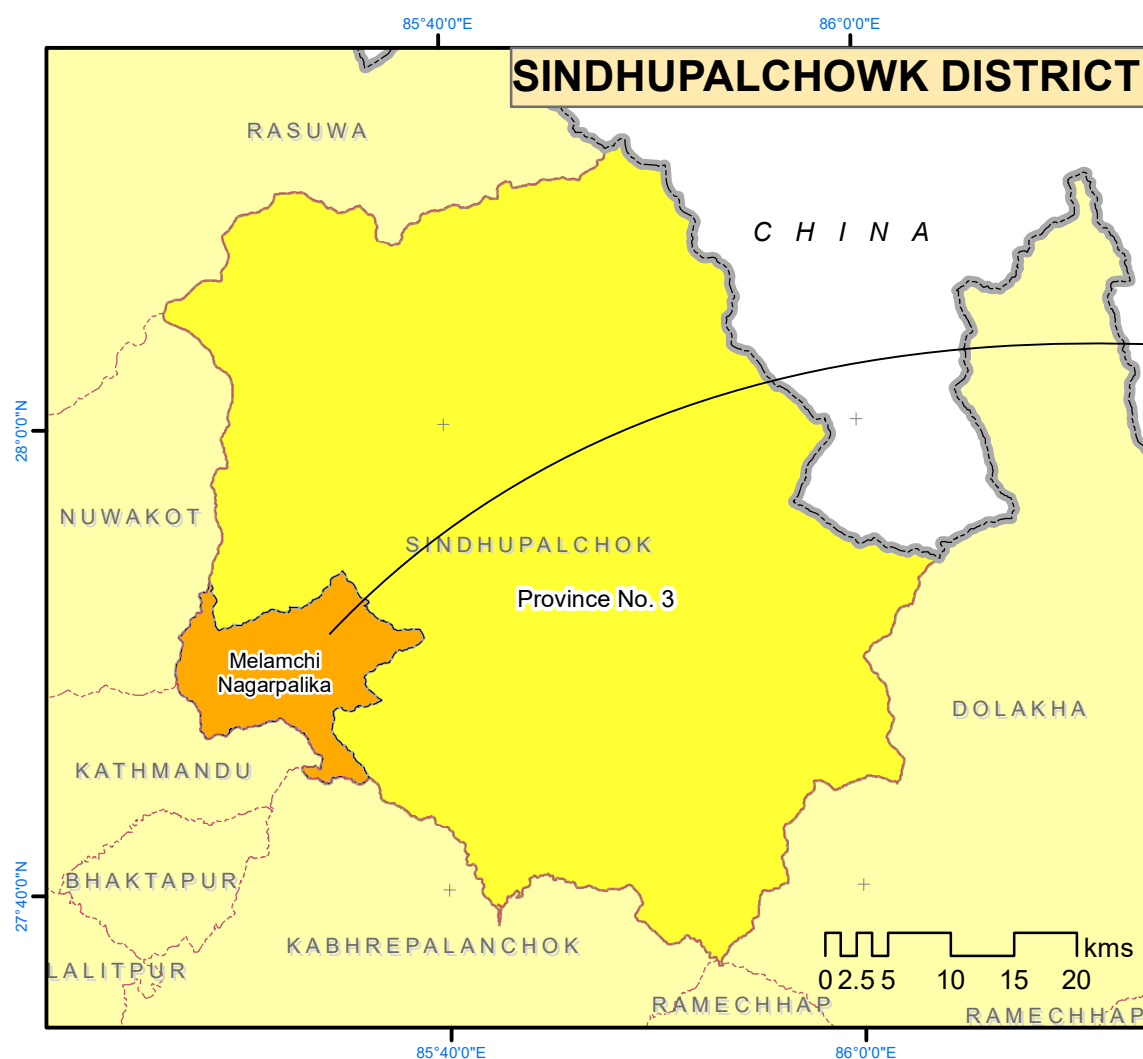 85°40'0"E
86°0'0"E
SINDHUPALCHOWK DISTRICT
RASUWA
CHINA
28°0'0"N
NUWAKOT
SINDHUPALCHOK
Province No. 3
Melamchi
Nagarpalika
DOLAKHA
KATHMANDU
BHAKTAPUR
27°40'0"N
KABHREPALANCHOK
LALITPUR
kms
0 2.5 5 10 15 20
RAMECHHAP
RAMECHHAP
85°40'0"E
86°0'0"E